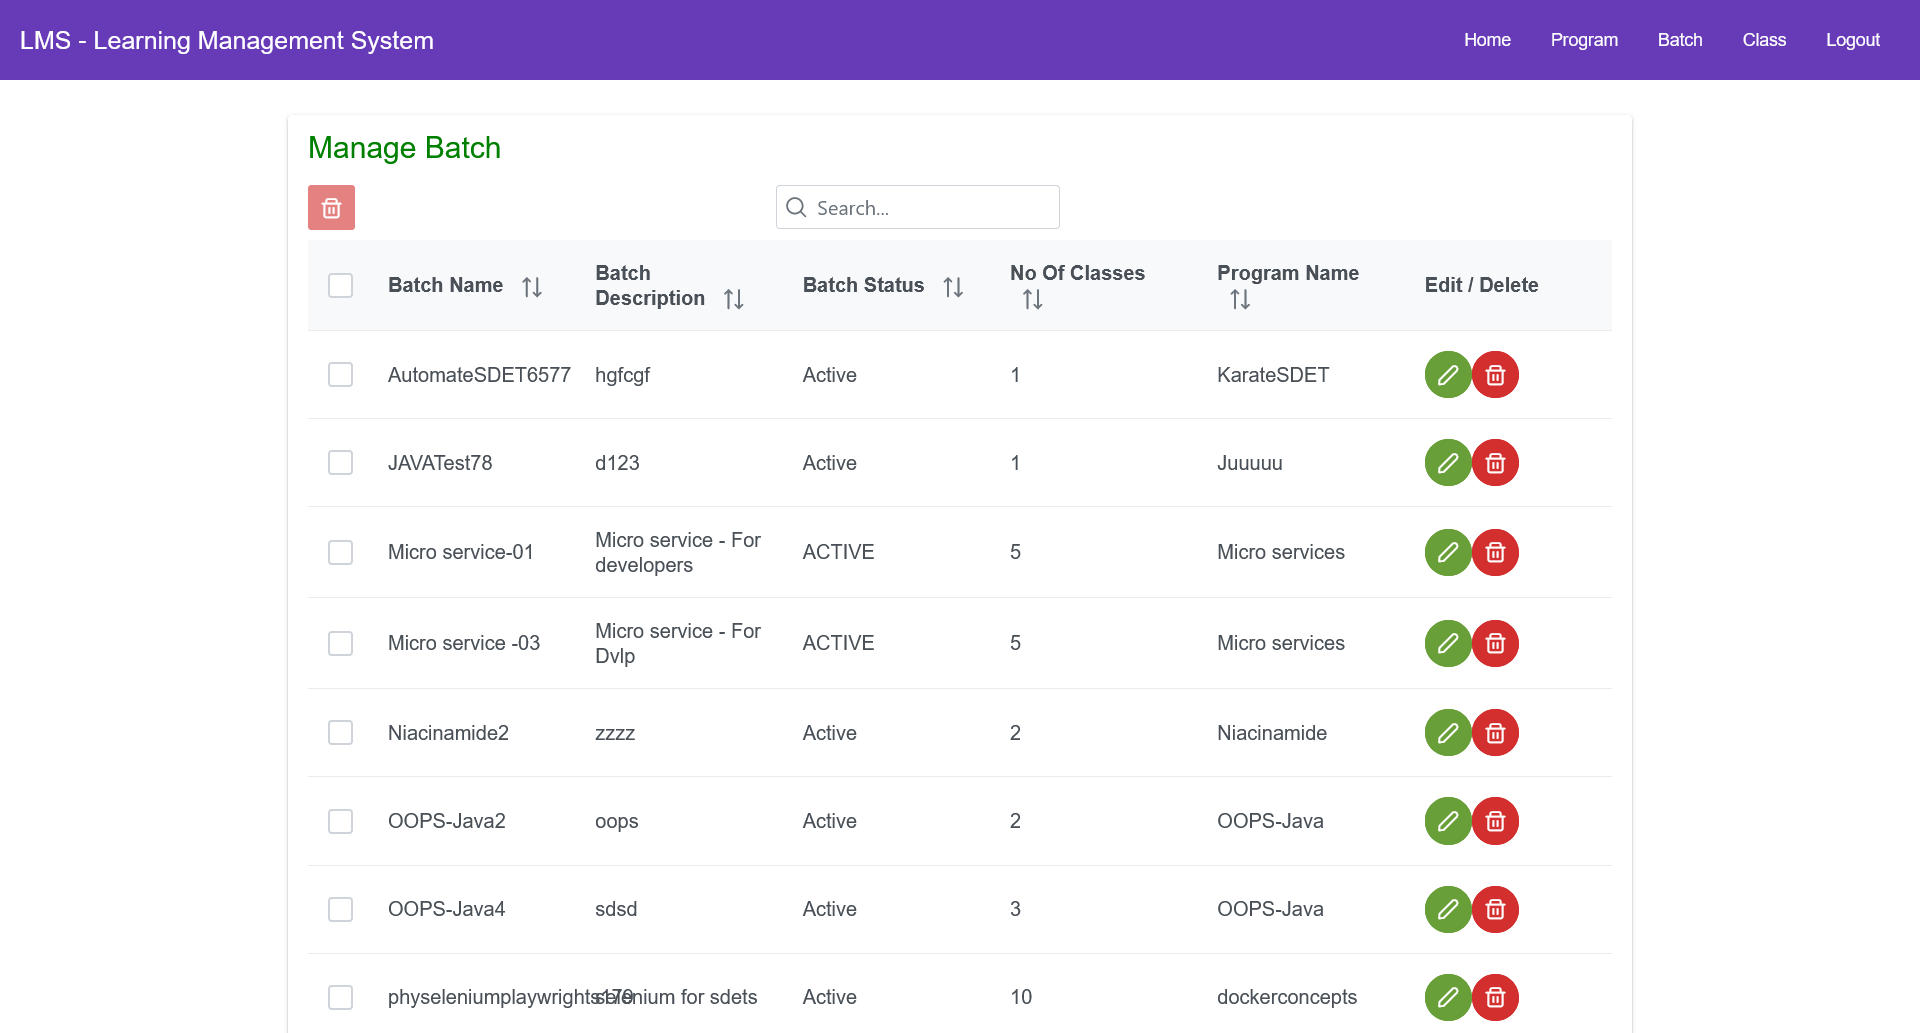 LMS - Learning Management System
Home Program Batch Class Logout
Manage Batch
Search...
Batch Name Batch Description Batch Status No Of Classes Program Name Edit / Delete
AutomateSDET6577 hgfcgf Active 1 KarateSDET
JAVATest78 d123 Active 1 Juuuuu
Micro service-01 Micro service - For developers ACTIVE 5 Micro services
Micro service -03 Micro service - For Dvlp ACTIVE 5 Micro services
Niacinamide2 zzzz Active 2 Niacinamide
OOPS-Java2 oops Active 2 OOPS-Java
OOPS-Java4 sdsd Active 3 OOPS-Java
physeleniumplaywrights179 selenium for sdets Active 10 dockerconcepts